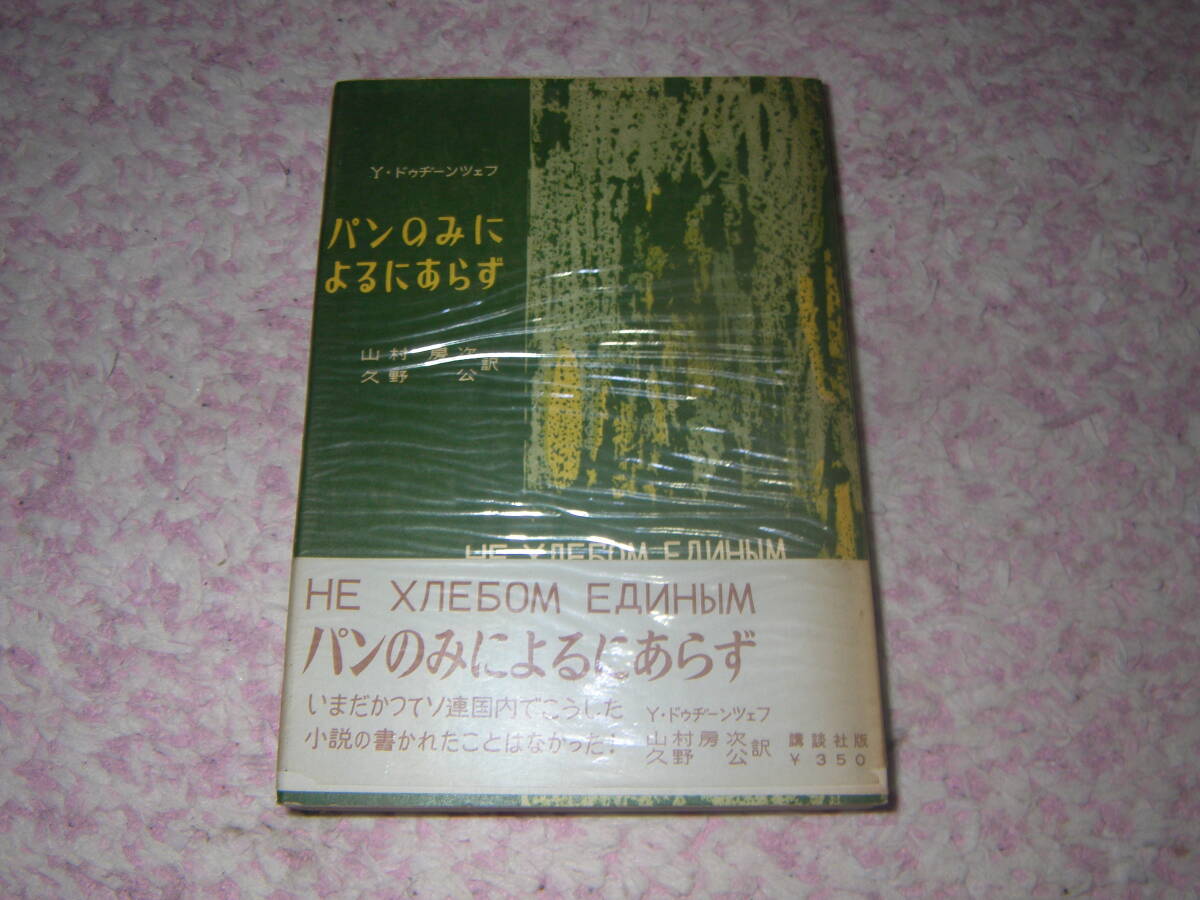 Y・ドゥヂーンツェフ
パンのみに
よるにあらず
山村房次
久野 公 訳
НЕ ХЛЕБОМ ЕДИНЫМ
НЕ ХЛЕБОМ ЕДИНЫМ
パンのみによるにあらず
いまだかつてソ連国内でこうした
小説の書かれたことはなかった!
Y・ドゥヂーンツェフ
山村房次
久野 公 訳
講談社版
¥350